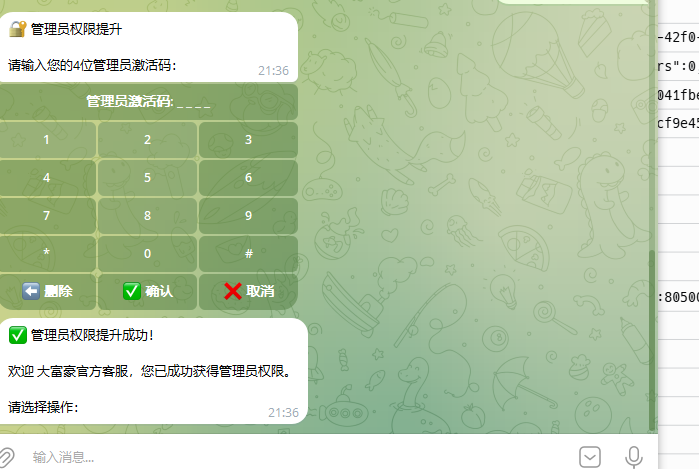 🔐 管理员权限提升
请输入您的4位管理员激活码：
21:36
管理员激活码: _ _ _ _
1 2 3
4 5 6
7 8 9
* 0 #
⬅️ 删除 ✅ 确认 ❌ 取消
✅ 管理员权限提升成功！
欢迎 大富豪官方客服，您已成功获得管理员权限。
请选择操作：
21:36
输入消息...
-42f0-
rs":0
041fbe
cf9e45
:80500